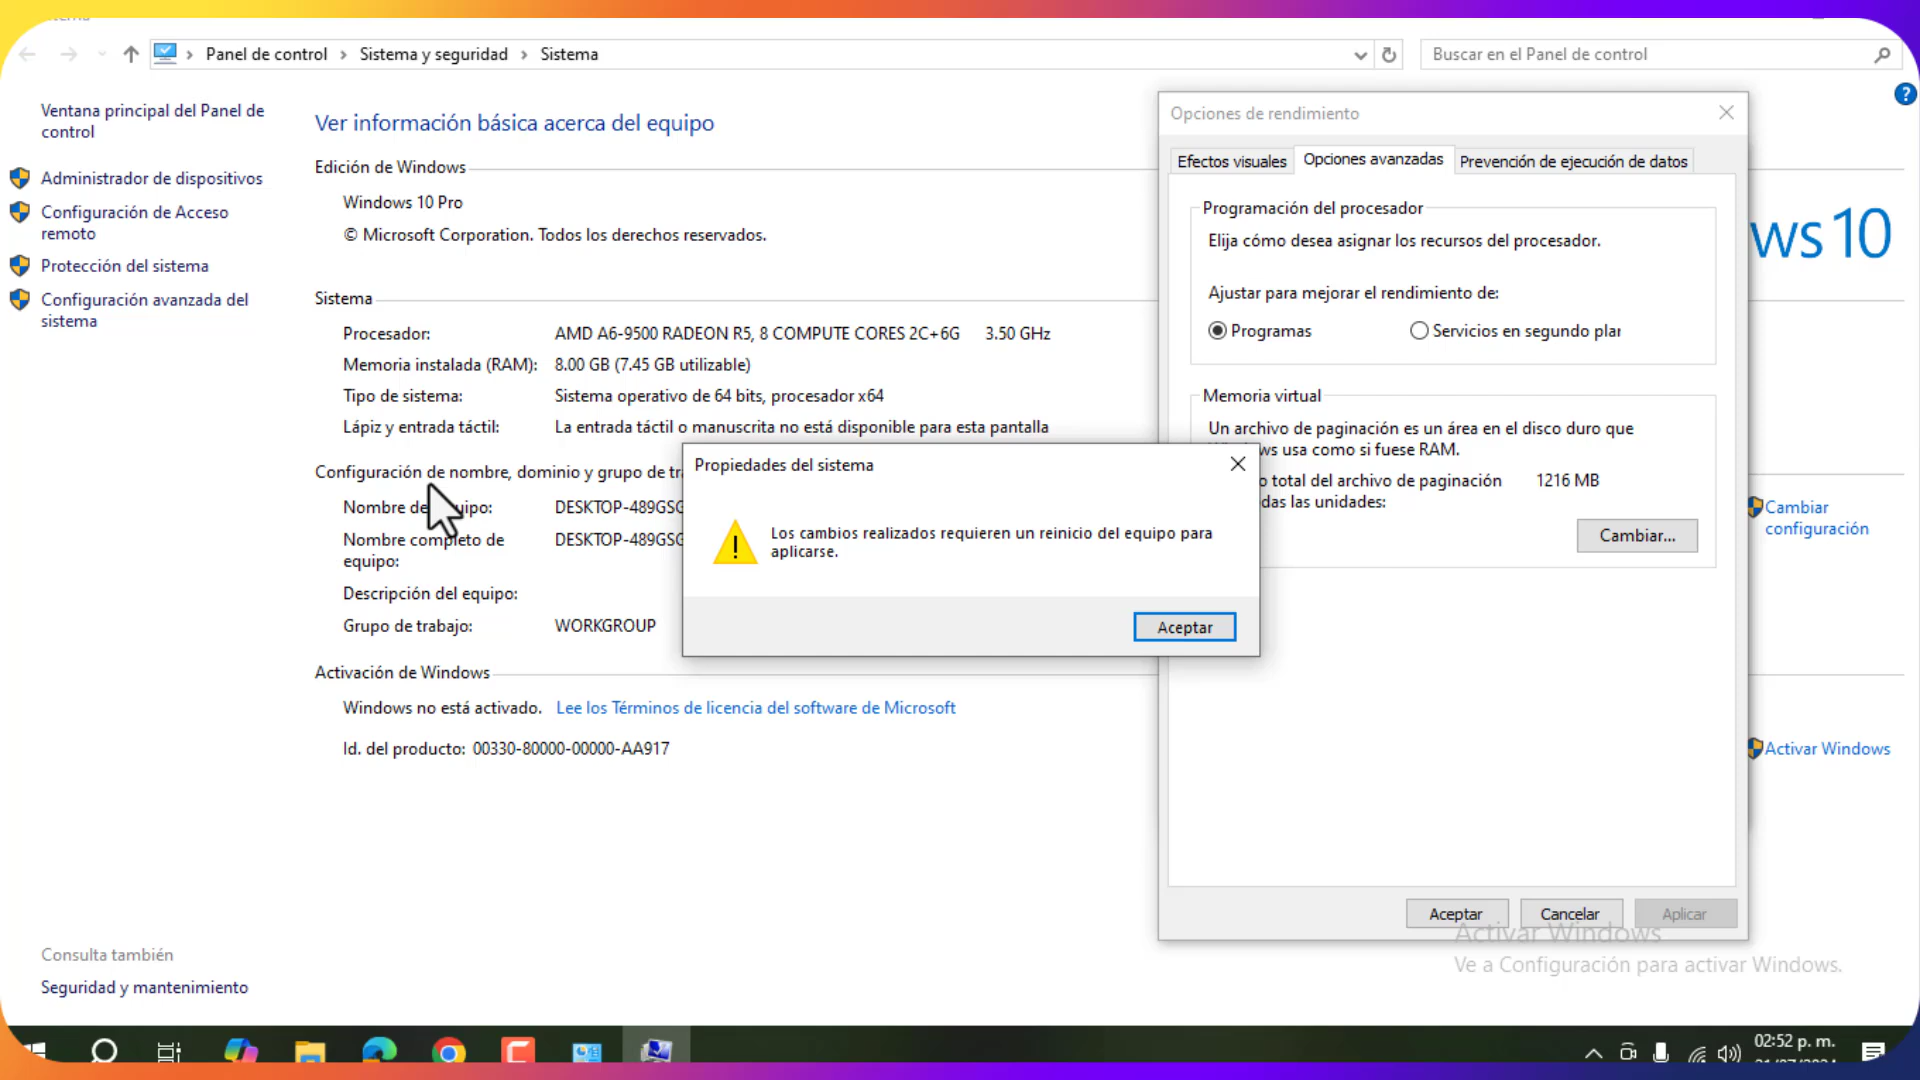 Panel de control › Sistema y seguridad › Sistema
Buscar en el Panel de control
Ventana principal del Panel de
control
Administrador de dispositivos
Configuración de Acceso
remoto
Protección del sistema
Configuración avanzada del
sistema
Consulta también
Seguridad y mantenimiento
Ver información básica acerca del equipo
Edición de Windows
Windows 10 Pro
© Microsoft Corporation. Todos los derechos reservados.
ws 10
Sistema
Procesador: AMD A6-9500 RADEON R5, 8 COMPUTE CORES 2C+6G 3.50 GHz
Memoria instalada (RAM): 8.00 GB (7.45 GB utilizable)
Tipo de sistema: Sistema operativo de 64 bits, procesador x64
Lápiz y entrada táctil: La entrada táctil o manuscrita no está disponible para esta pantalla
Configuración de nombre, dominio y grupo de tr
Nombre de equipo: DESKTOP-489GSG
Nombre completo de DESKTOP-489GSG
equipo:
Descripción del equipo:
Grupo de trabajo: WORKGROUP
Cambiar
configuración
Activación de Windows
Windows no está activado. Lee los Términos de licencia del software de Microsoft
Id. del producto: 00330-80000-00000-AA917
Activar Windows
Opciones de rendimiento
Efectos visuales Opciones avanzadas Prevención de ejecución de datos
Programación del procesador
Elija cómo desea asignar los recursos del procesador.
Ajustar para mejorar el rendimiento de:
Programas Servicios en segundo plar
Memoria virtual
Un archivo de paginación es un área en el disco duro que
ws usa como si fuese RAM.
o total del archivo de paginación 1216 MB
das las unidades:
Cambiar...
Aceptar Cancelar Aplicar
Propiedades del sistema
Los cambios realizados requieren un reinicio del equipo para
aplicarse.
Aceptar
Activar Windows
Ve a Configuración para activar Windows.
02:52 p. m.